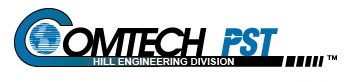 COMTECH PST
HILL ENGINEERING DIVISION ™